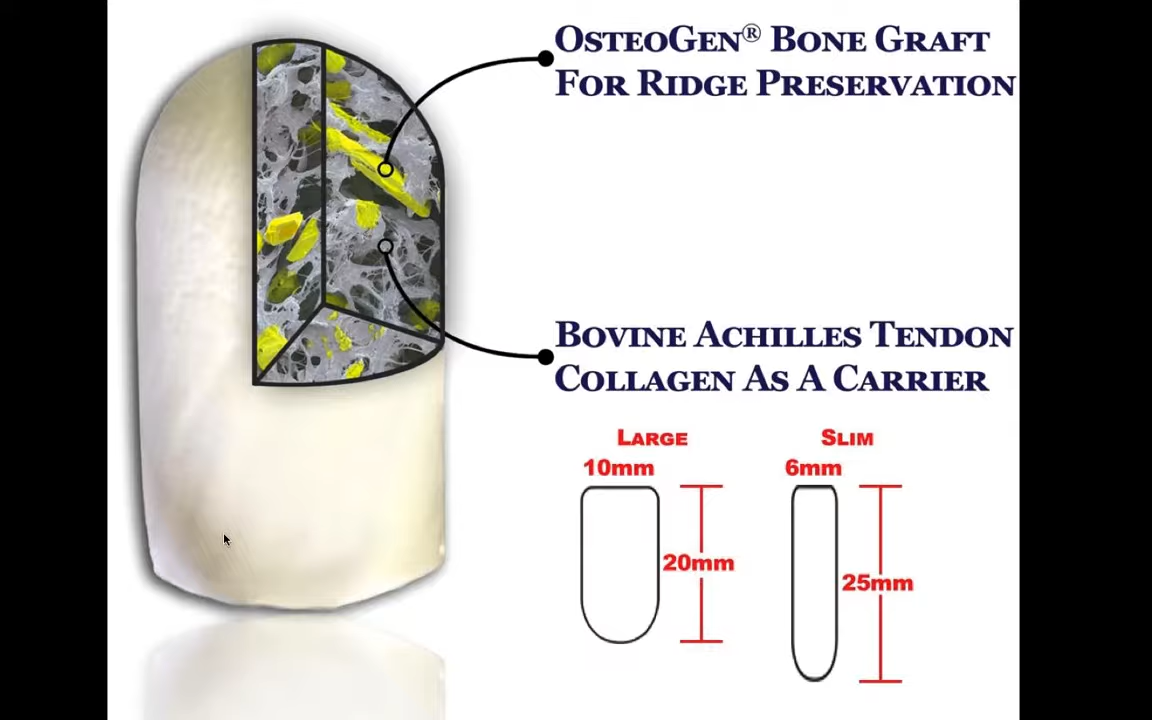 OsteoGen® Bone Graft
For Ridge Preservation
Bovine Achilles Tendon
Collagen As A Carrier
Large
10mm
20mm
Slim
6mm
25mm